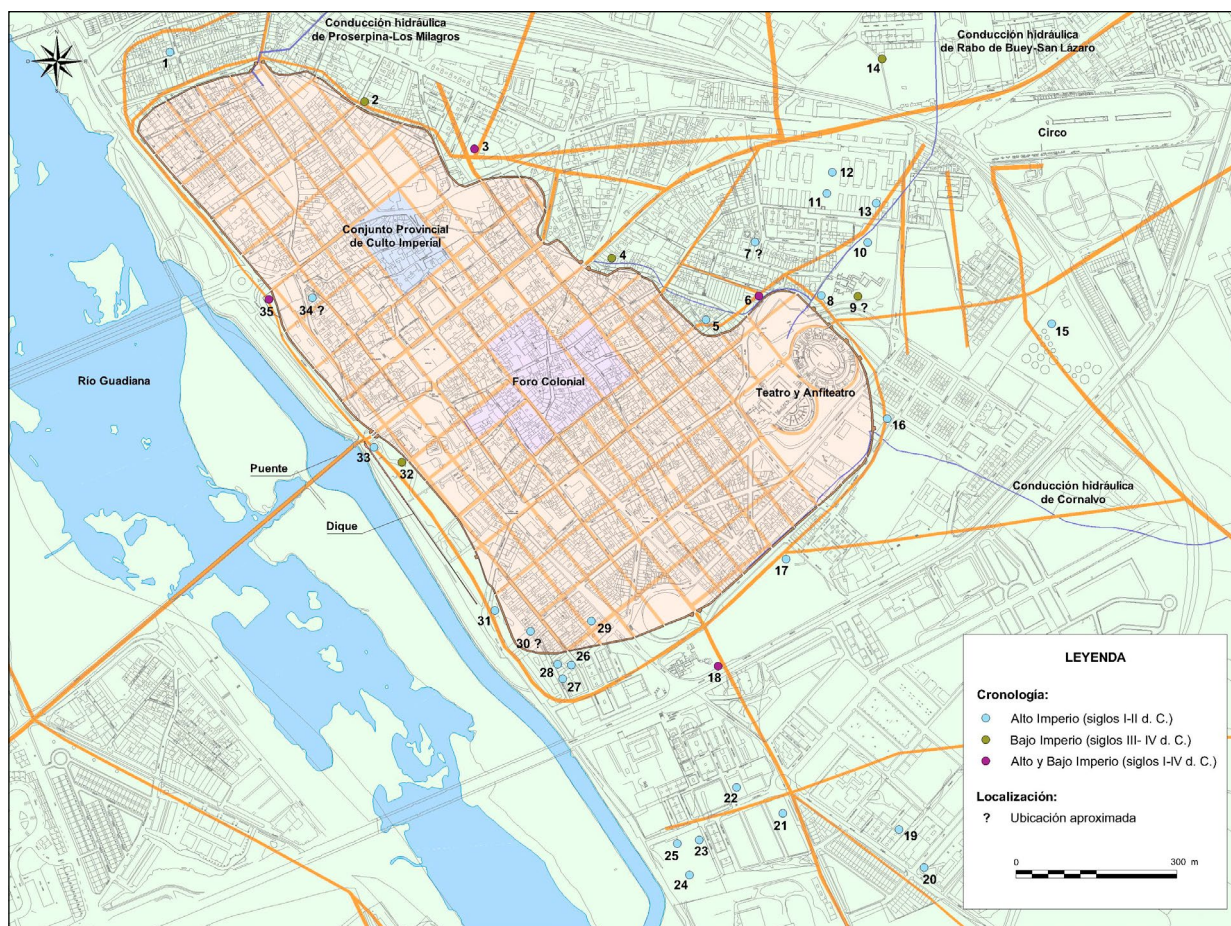 Conducción hidráulica
de Proserpina-Los Milagros
Conducción hidráulica
de Rabo de Buey-San Lázaro
1
14
2
Circo
3
12
11
13
Conjunto Provincial
de Culto Imperial
7 ?
10
4
6
8
9 ?
35
34 ?
5
15
Río Guadiana
Foro Colonial
Teatro y Anfiteatro
16
33
32
Puente
Conducción hidráulica
de Cornalvo
Dique
17
31
29
30 ?
28
26
27
18
22
21
19
25
23
24
20
LEYENDA
Cronología:
Alto Imperio (siglos I-II d. C.)
Bajo Imperio (siglos III- IV d. C.)
Alto y Bajo Imperio (siglos I-IV d. C.)
Localización:
? Ubicación aproximada
0 300 m